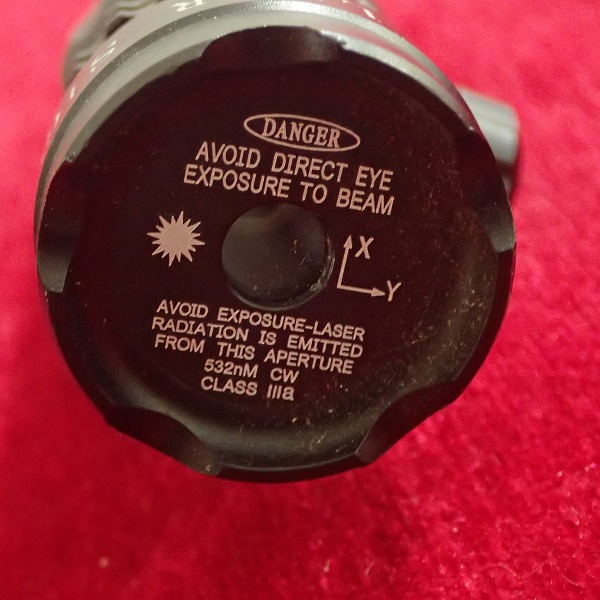 DANGER
AVOID DIRECT EYE
EXPOSURE TO BEAM
X
Y
AVOID EXPOSURE-LASER
RADIATION IS EMITTED
FROM THIS APERTURE
532nM CW
CLASS IIIa